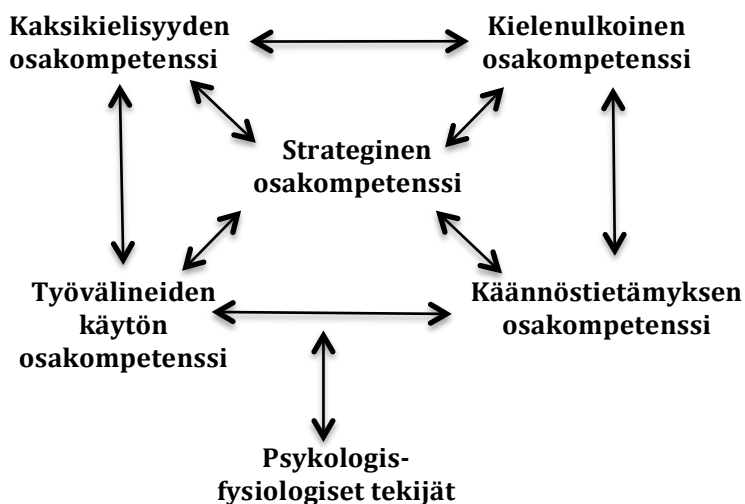 Kaksikielisyyden
osakompetenssi
Kielenulkoinen
osakompetenssi
Strateginen
osakompetenssi
Työvälineiden
käytön
osakompetenssi
Käännöstietämyksen
osakompetenssi
Psykologis-
fysiologiset tekijät